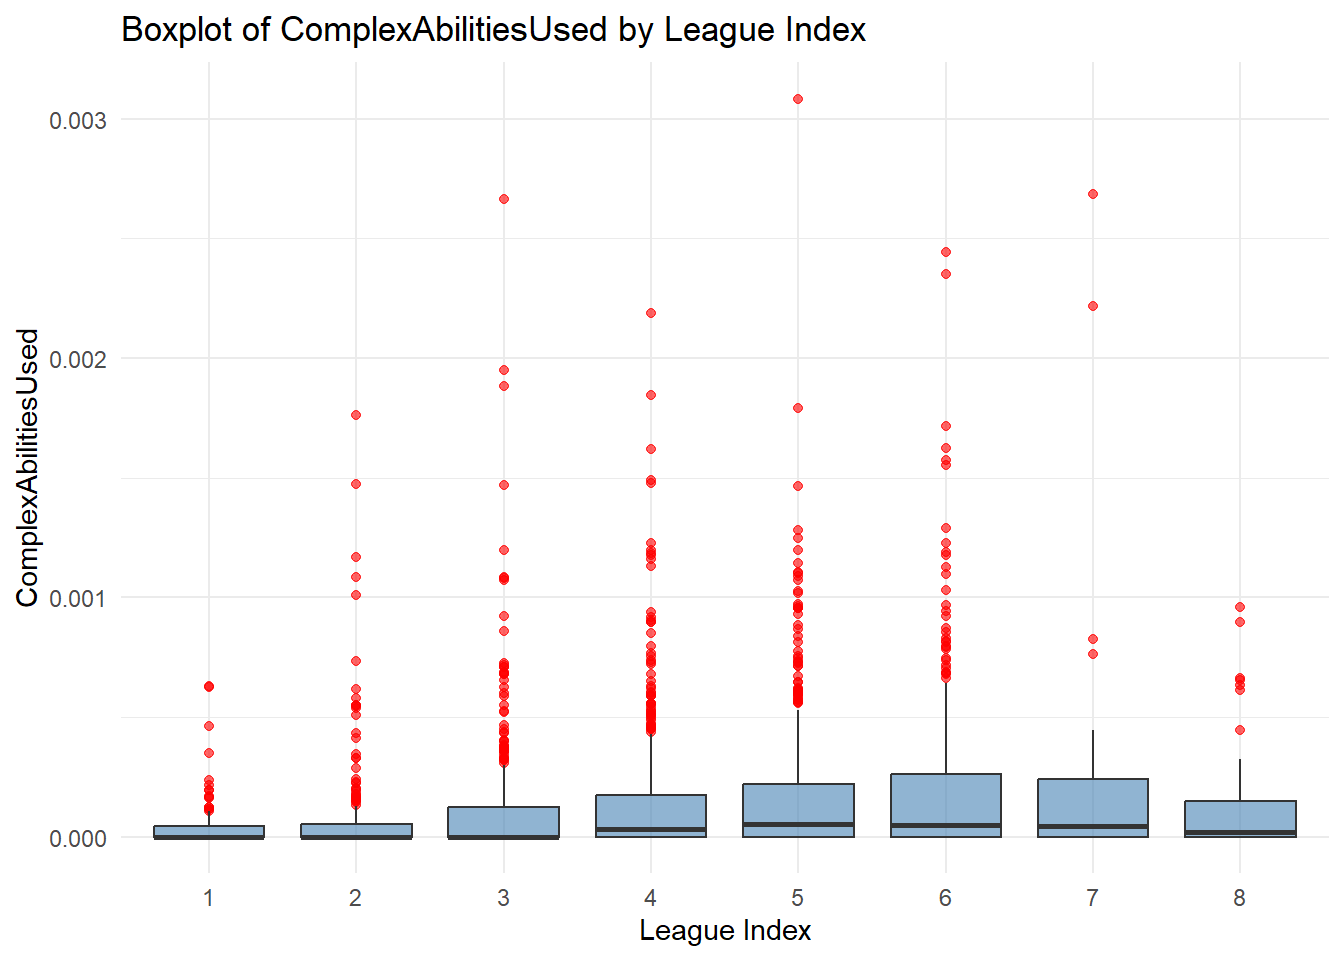 Boxplot of ComplexAbilitiesUsed by League Index
ComplexAbilitiesUsed
0.003
0.002
0.001
0.000
1 2 3 4 5 6 7 8
League Index